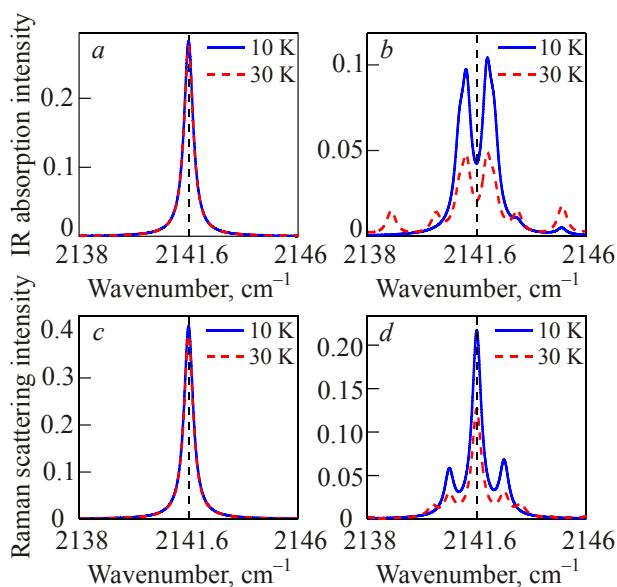 IR absorption intensity
a
10 K
30 K
0.2
0.1
0
2138
2141.6
2146
Wavenumber, cm⁻¹
b
10 K
30 K
0.1
0.05
0
2138
2141.6
2146
Wavenumber, cm⁻¹
Raman scattering intensity
c
10 K
30 K
0.4
0.3
0.2
0.1
0
2138
2141.6
2146
Wavenumber, cm⁻¹
d
10 K
30 K
0.20
0.15
0.10
0.05
0
2138
2141.6
2146
Wavenumber, cm⁻¹